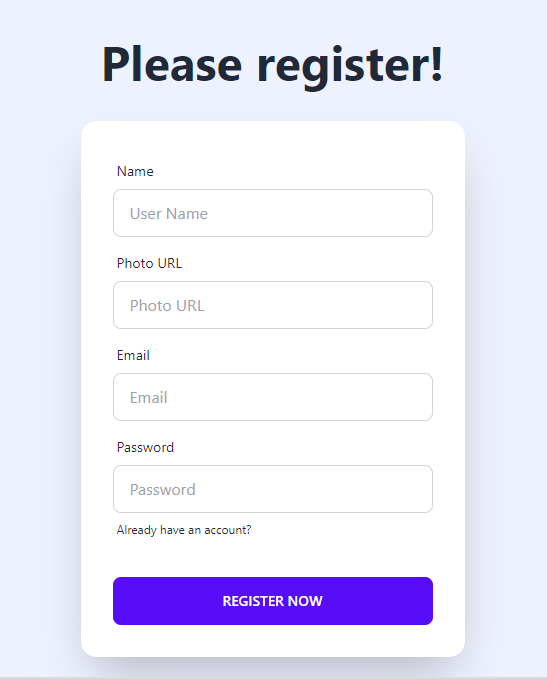 Please register!
Name
User Name
Photo URL
Photo URL
Email
Email
Password
Password
Already have an account?
REGISTER NOW